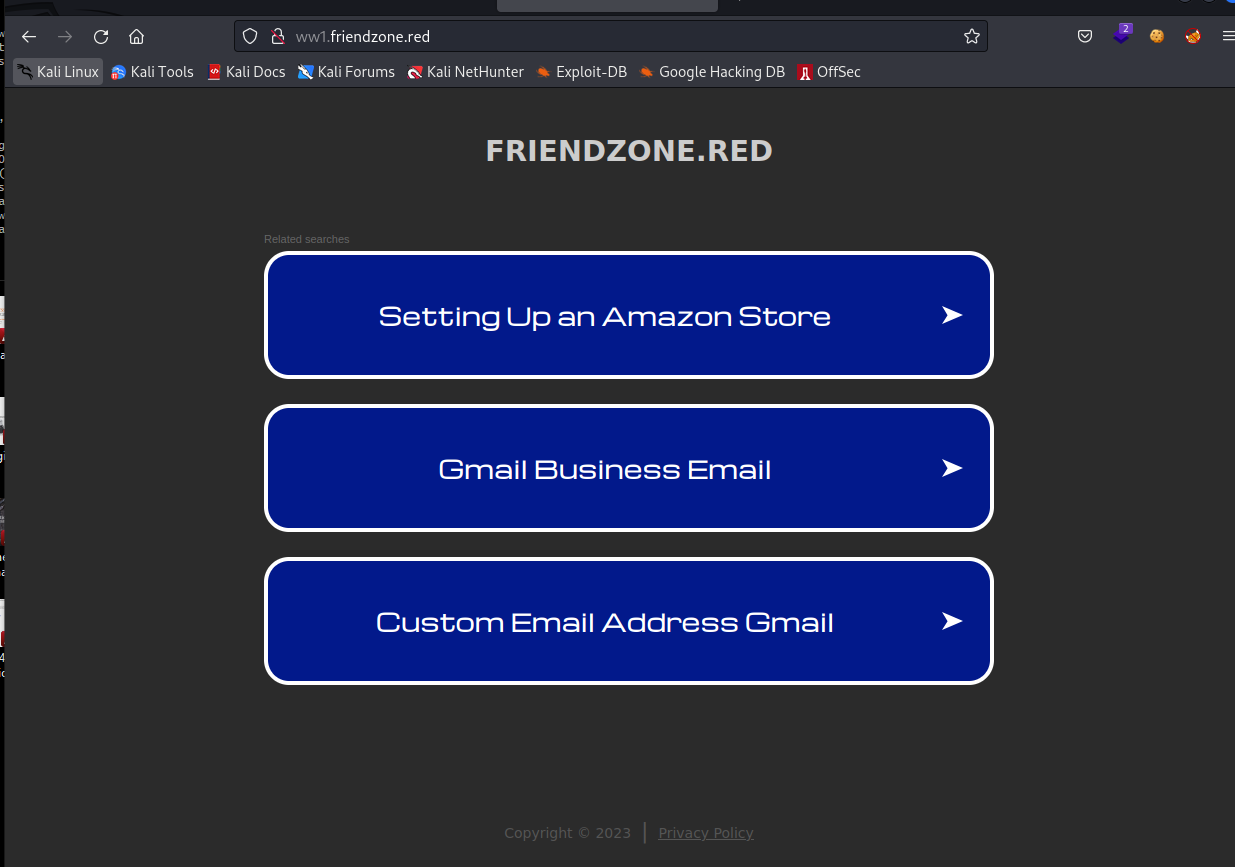 ww1.friendzone.red
2
Kali Linux Kali Tools Kali Docs Kali Forums Kali NetHunter Exploit-DB Google Hacking DB OffSec
FRIENDZONE.RED
Related searches
Setting Up an Amazon Store
Gmail Business Email
Custom Email Address Gmail
Copyright © 2023 | Privacy Policy